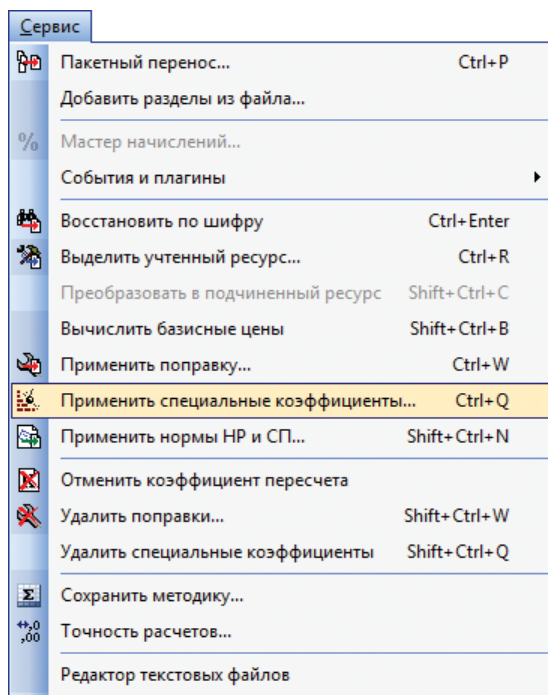 Сервис
Пакетный перенос... Ctrl+P
Добавить разделы из файла...
% Мастер начислений...
События и плагины
Восстановить по шифру Ctrl+Enter
Выделить учтенный ресурс... Ctrl+R
Преобразовать в подчиненный ресурс Shift+Ctrl+C
Вычислить базисные цены Shift+Ctrl+B
Применить поправку... Ctrl+W
Применить специальные коэффициенты... Ctrl+Q
Применить нормы НР и СП... Shift+Ctrl+N
Отменить коэффициент пересчета
Удалить поправки... Shift+Ctrl+W
Удалить специальные коэффициенты Shift+Ctrl+Q
Σ Сохранить методику...
,0 ,00 Точность расчетов...
Редактор текстовых файлов